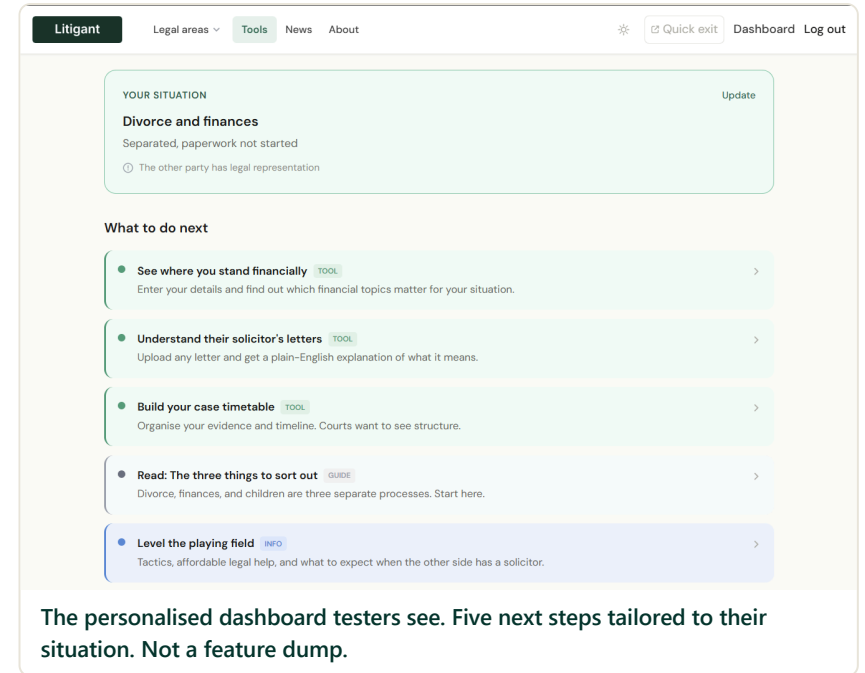 Litigant
Legal areas
Tools
News
About
Quick exit
Dashboard
Log out
YOUR SITUATION
Update
Divorce and finances
Separated, paperwork not started
The other party has legal representation
What to do next
See where you stand financially TOOL
Enter your details and find out which financial topics matter for your situation.
Understand their solicitor's letters TOOL
Upload any letter and get a plain-English explanation of what it means.
Build your case timetable TOOL
Organise your evidence and timeline. Courts want to see structure.
Read: The three things to sort out GUIDE
Divorce, finances, and children are three separate processes. Start here.
Level the playing field INFO
Tactics, affordable legal help, and what to expect when the other side has a solicitor.
The personalised dashboard testers see. Five next steps tailored to their
situation. Not a feature dump.